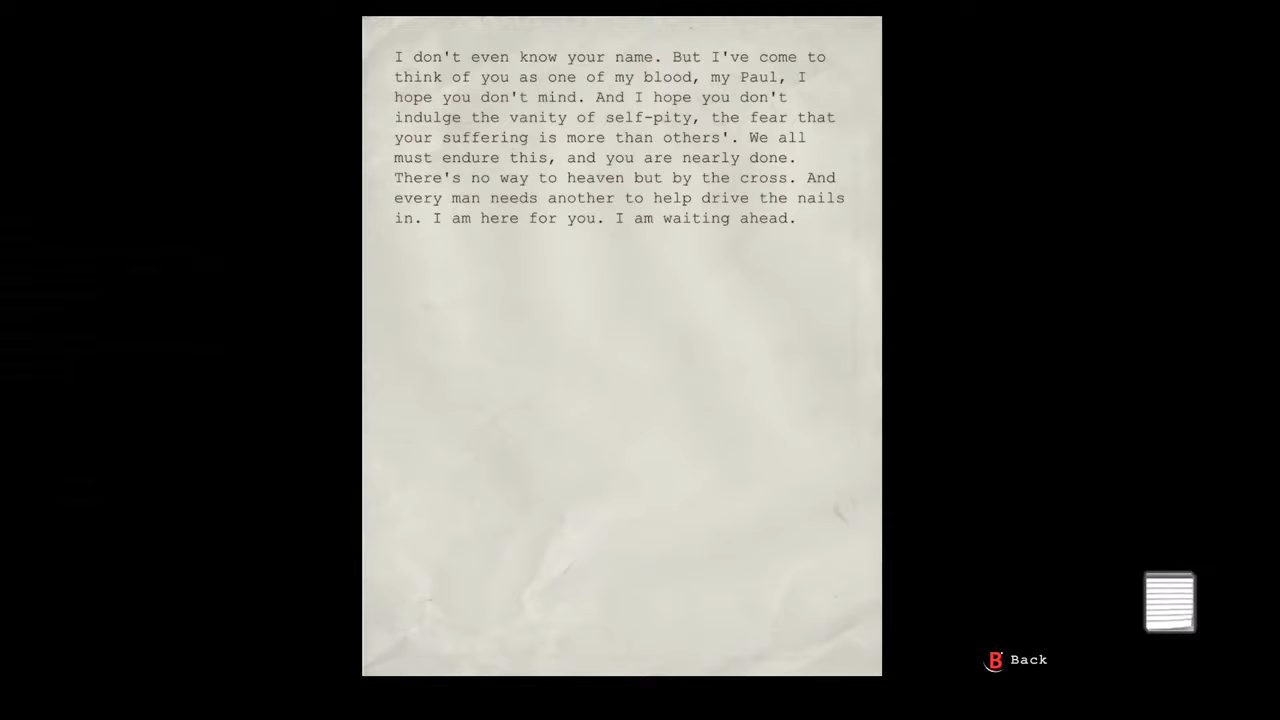 I don't even know your name. But I've come to
think of you as one of my blood, my Paul, I
hope you don't mind. And I hope you don't
indulge the vanity of self-pity, the fear that
your suffering is more than others'. We all
must endure this, and you are nearly done.
There's no way to heaven but by the cross. And
every man needs another to help drive the nails
in. I am here for you. I am waiting ahead.
B Back